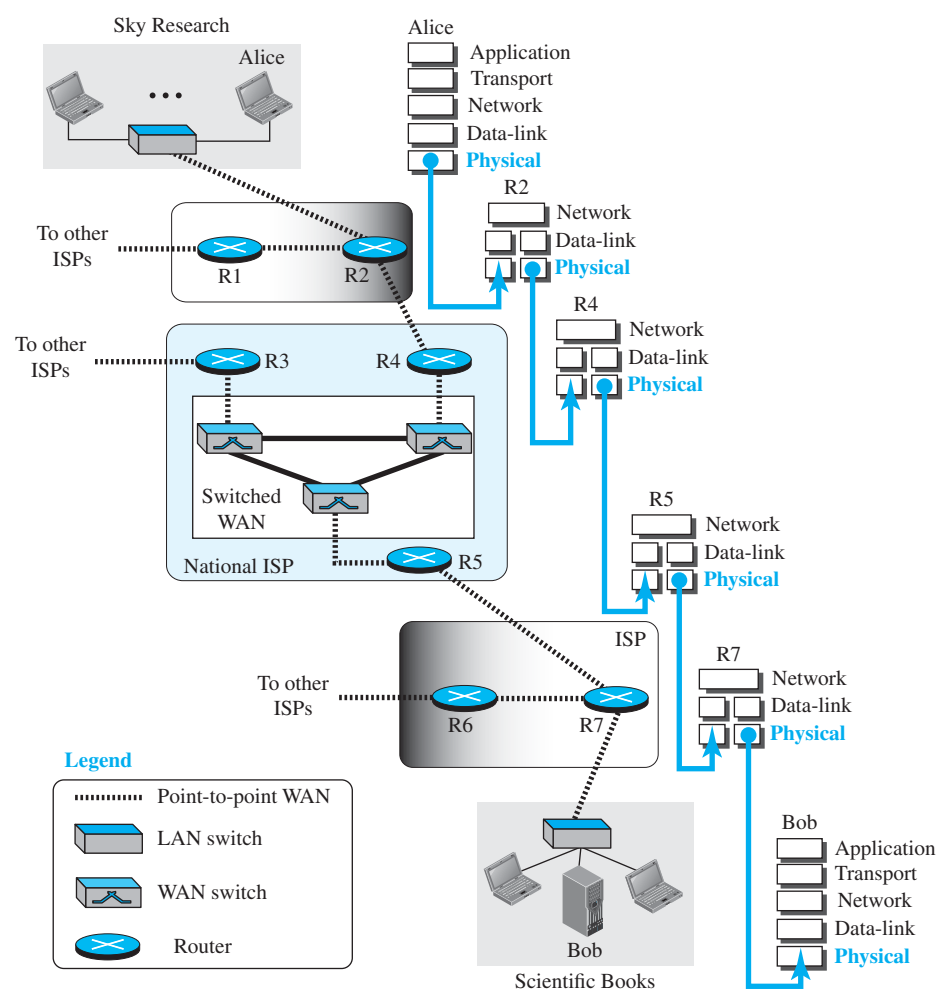 Sky Research
Alice
To other
ISPs
R1
R2
To other
ISPs
R3
R4
Switched
WAN
National ISP
R5
ISP
To other
ISPs
R6
R7
Bob
Scientific Books
Legend
Point-to-point WAN
LAN switch
WAN switch
Router
Alice
Application
Transport
Network
Data-link
Physical
R2
Network
Data-link
Physical
R4
Network
Data-link
Physical
R5
Network
Data-link
Physical
R7
Network
Data-link
Physical
Bob
Application
Transport
Network
Data-link
Physical